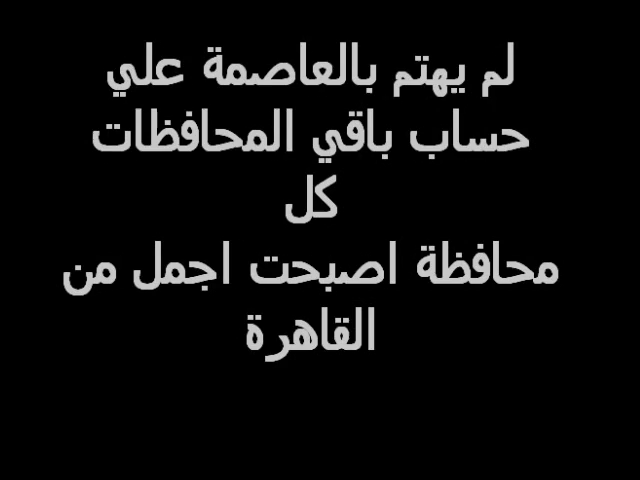 لم يهتم بالعاصمة علي
حساب باقي المحافظات
كل
محافظة اصبحت اجمل من
القاهرة